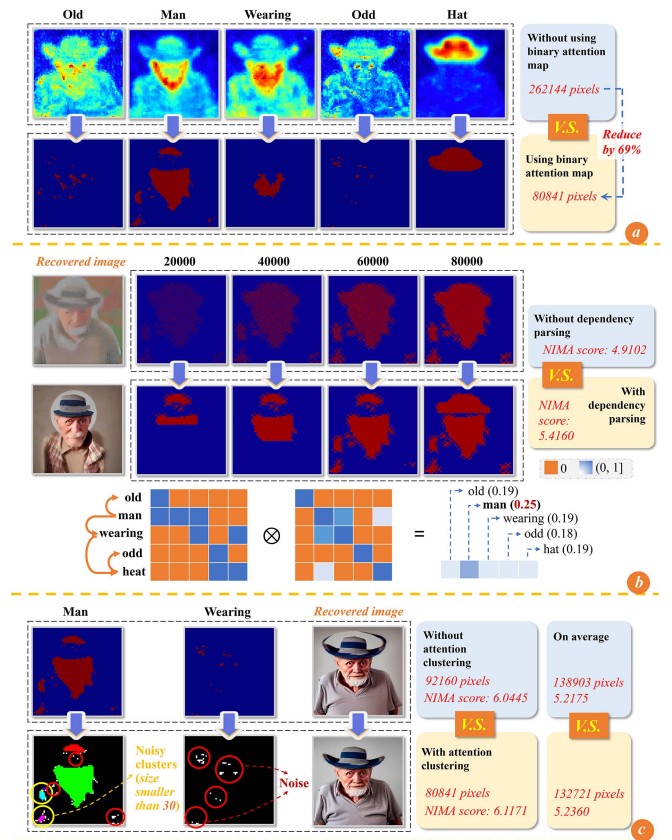 Old Man Wearing Odd Hat
Without using
binary attention
map
262144 pixels
V.S.
Reduce
by 69%
Using binary
attention map
80841 pixels
a
Recovered image 20000 40000 60000 80000
Without dependency
parsing
NIMA score: 4.9102
V.S.
With
dependency
parsing
NIMA
score:
5.4160
0 (0, 1]
old
man
wearing
odd
heat
⊗
=
old (0.19)
man (0.25)
wearing (0.19)
odd (0.18)
hat (0.19)
b
Man Wearing Recovered image
Without
attention
clustering
92160 pixels
NIMA score: 6.0445
V.S.
With attention
clustering
80841 pixels
NIMA score: 6.1171
On average
138903 pixels
5.2175
V.S.
132721 pixels
5.2360
Noisy
clusters
(size
smaller
than 30)
Noise
c